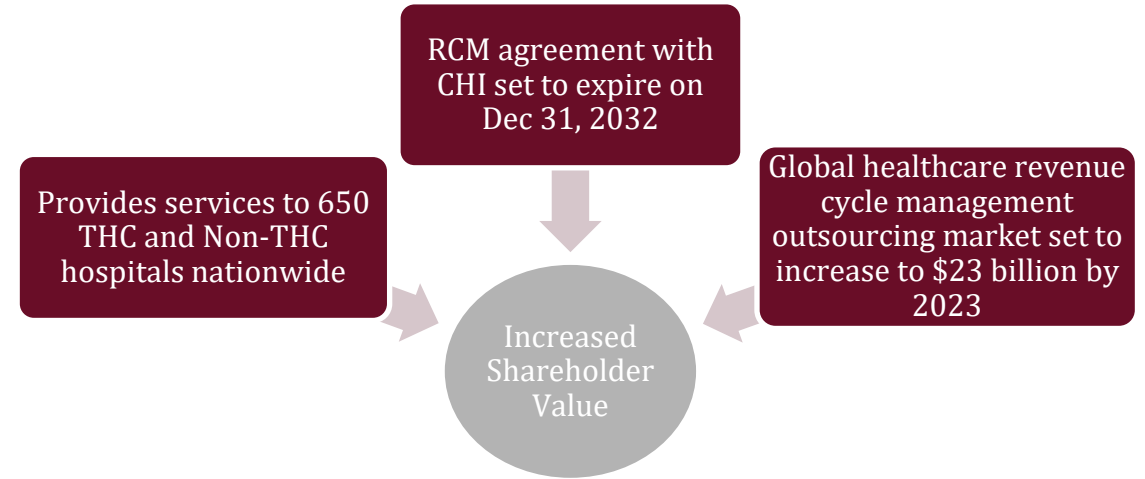 RCM agreement with
CHI set to expire on
Dec 31, 2032
Provides services to 650
THC and Non-THC
hospitals nationwide
Global healthcare revenue
cycle management
outsourcing market set to
increase to $23 billion by
2023
Increased
Shareholder
Value